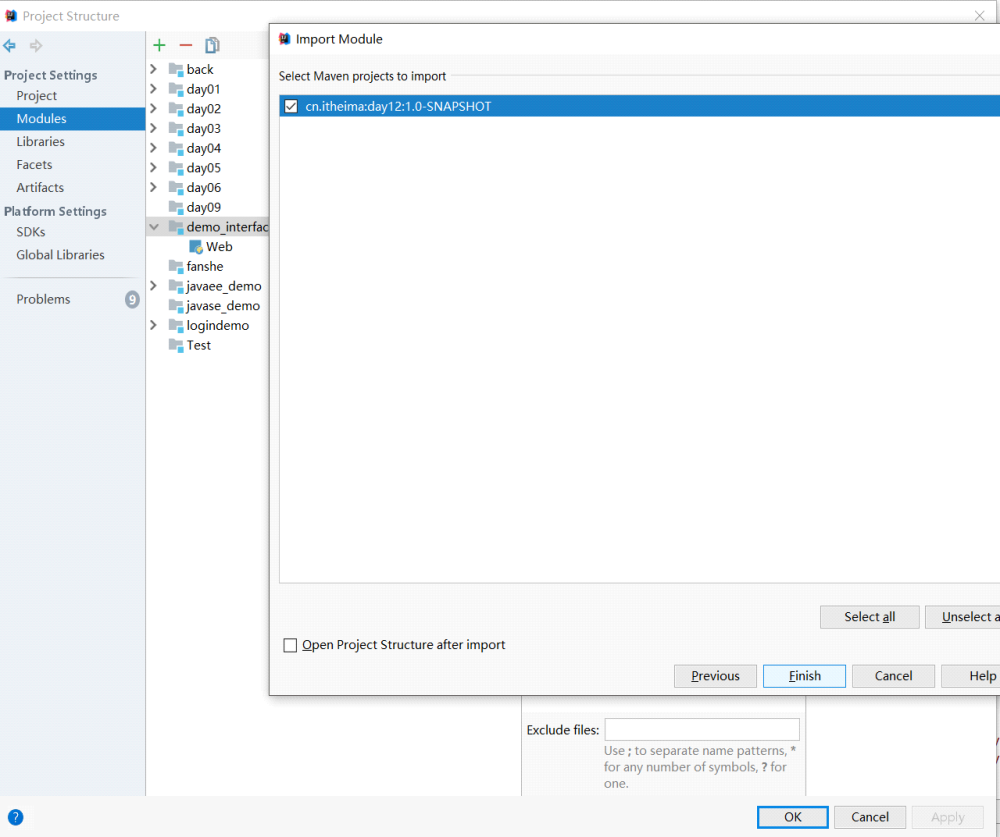 Project Structure
Project Settings
Project
Modules
Libraries
Facets
Artifacts
Platform Settings
SDKs
Global Libraries
Problems
9
back
day01
day02
day03
day04
day05
day06
day09
demo_interfac
Web
fanshe
javaee_demo
javase_demo
logindemo
Test
Import Module
Select Maven projects to import
cn.itheima:day12:1.0-SNAPSHOT
Select all
Unselect a
Open Project Structure after import
Previous
Finish
Cancel
Help
Exclude files:
Use ; to separate name patterns, *
for any number of symbols, ? for
one.
?
OK
Cancel
Apply